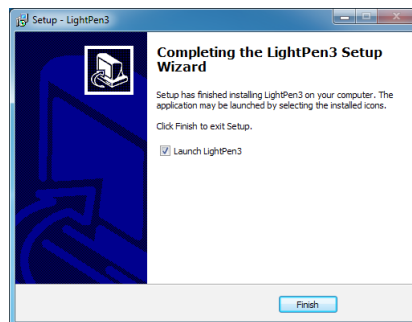 Setup - LightPen3
Completing the LightPen3 Setup
Wizard
Setup has finished installing LightPen3 on your computer. The
application may be launched by selecting the installed icons.
Click Finish to exit Setup.
Launch LightPen3
Finish